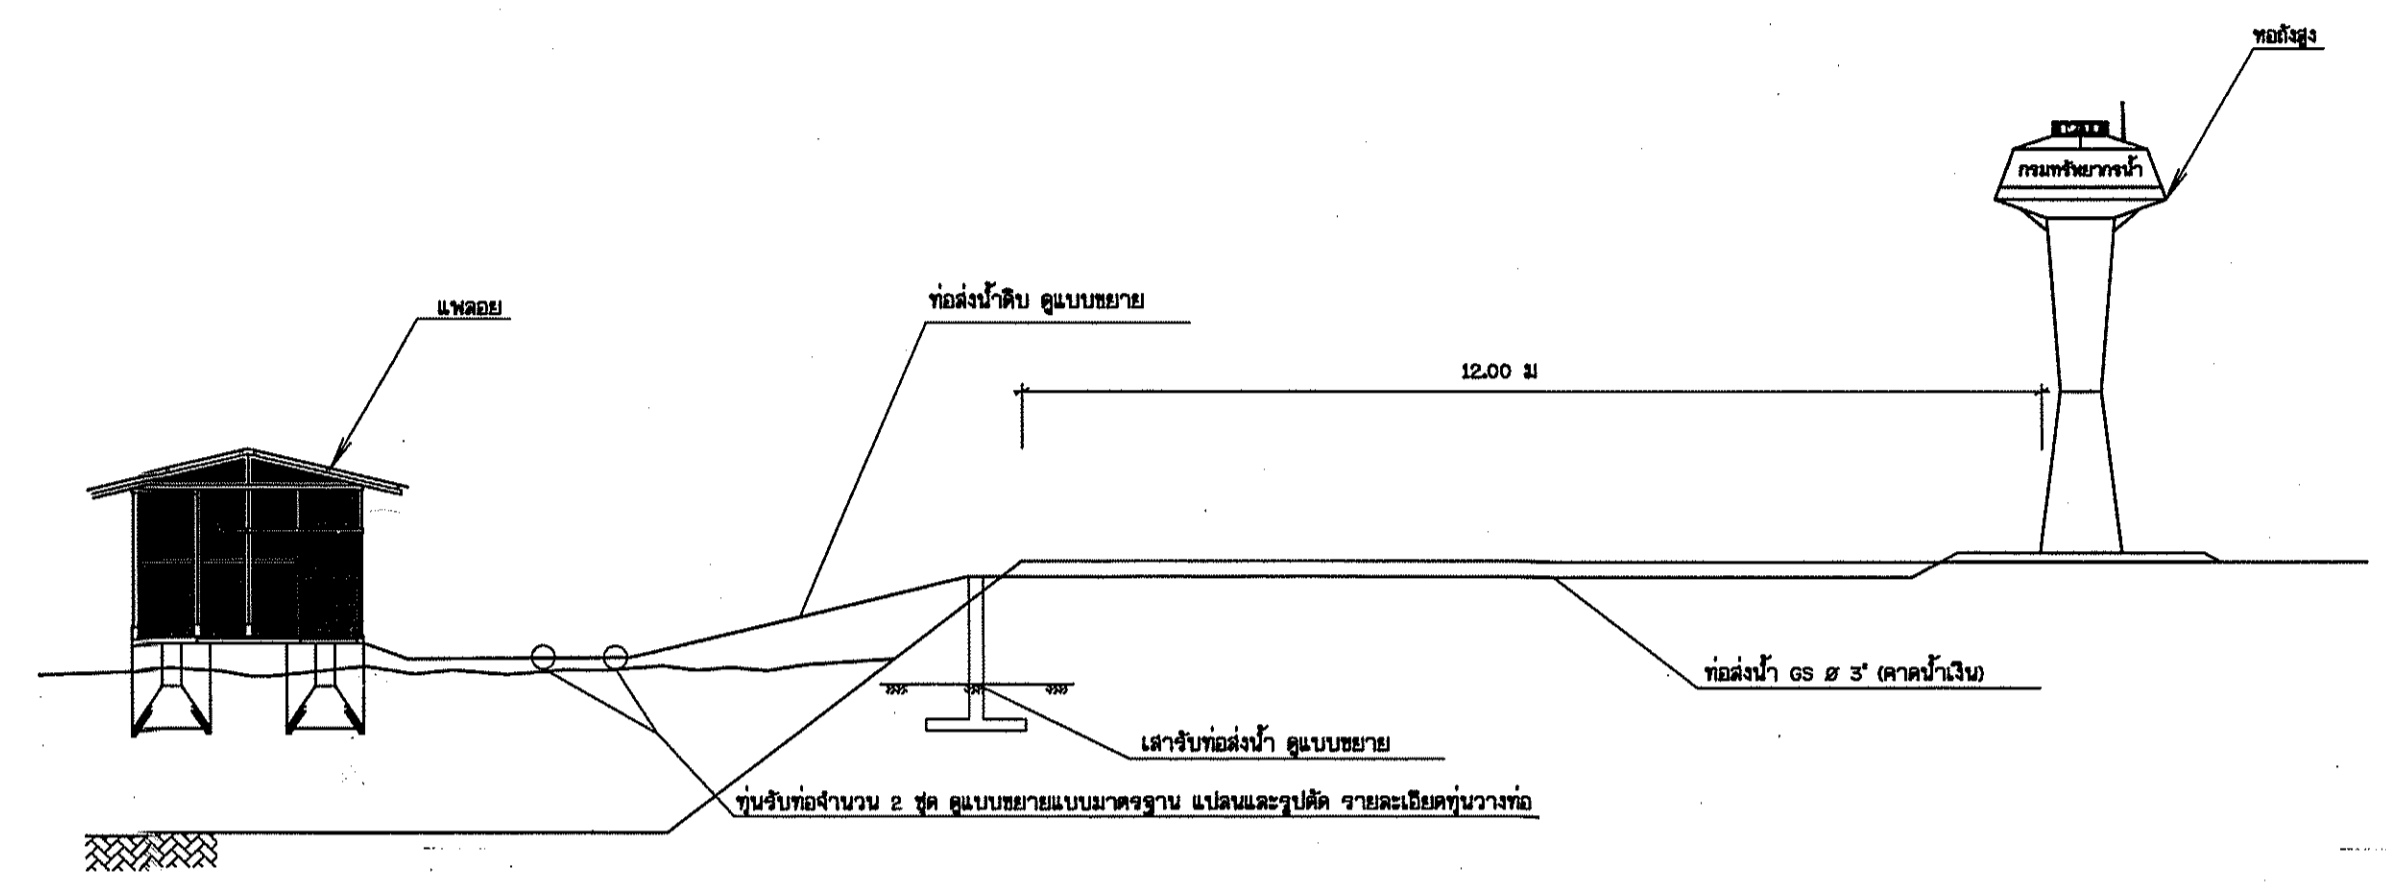 หอถังสูง
กรมทรัพยากรน้ำ
ท่อส่งน้ำดิบ ดูแบบขยาย
แพลอย
12.00 ม
ท่อส่งน้ำ GS Ø 3" (คาดน้ำเงิน)
เสารับท่อส่งน้ำ ดูแบบขยาย
ทุ่นรับท่อจำนวน 2 ชุด ดูแบบขยายแบบมาตรฐาน แปลนและรูปตัด รายละเอียดทุ่นวางท่อ